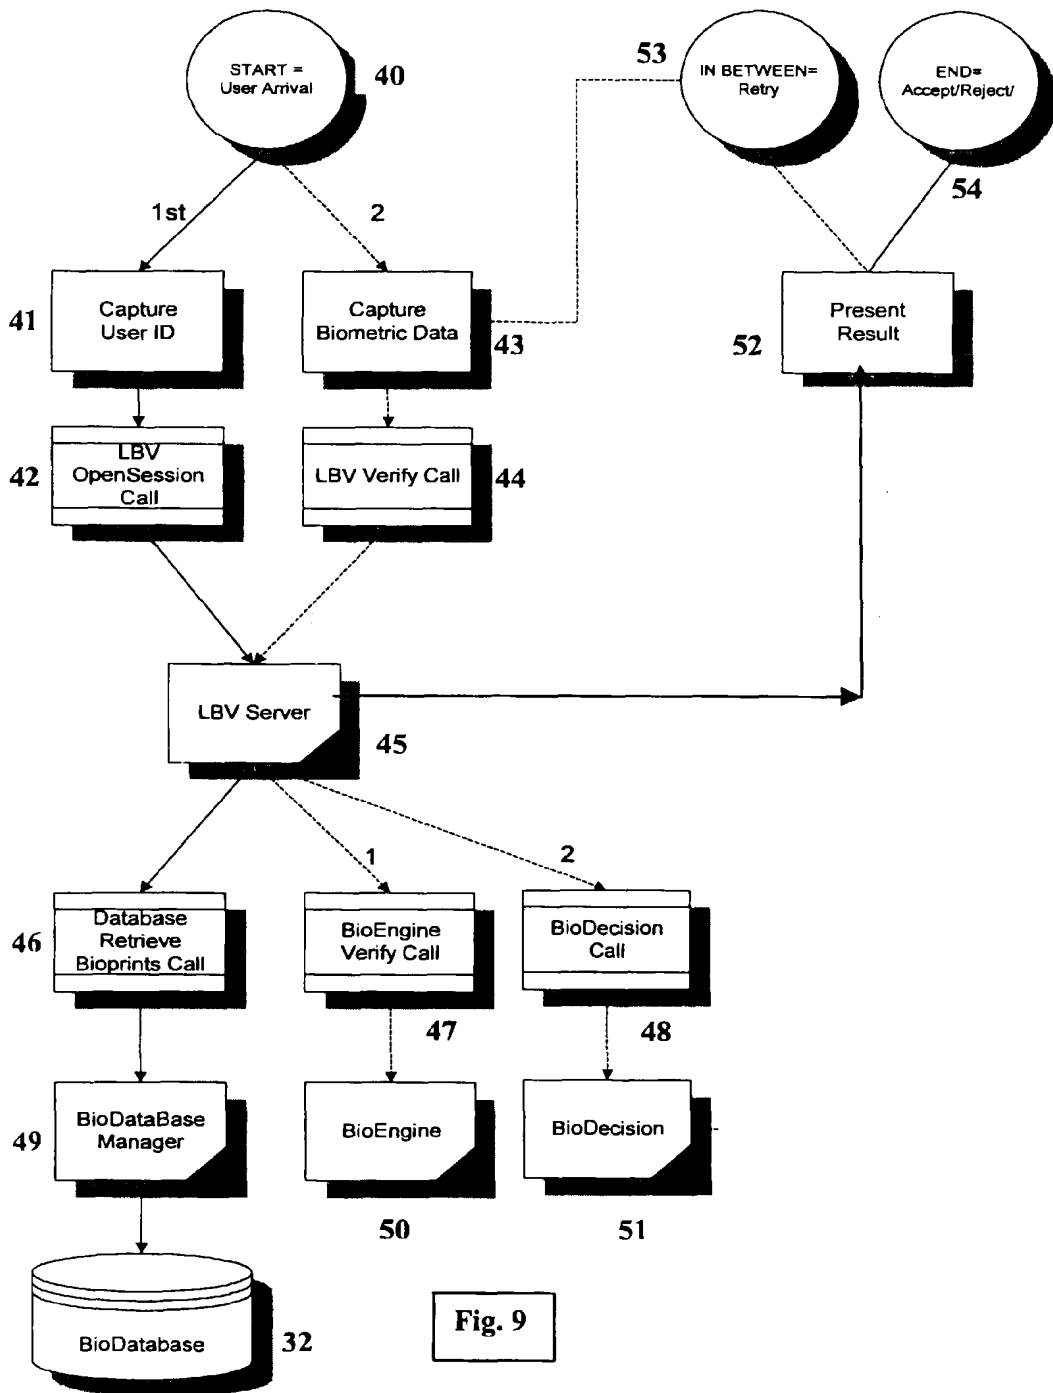 START =
User Arrival
40
53
IN BETWEEN=
Retry
END=
Accept/Reject/
54
1st
2
41
Capture
User ID
Capture
Biometric Data
43
52
Present
Result
42
LBV
OpenSession
Call
LBV Verify Call
44
LBV Server
45
1
2
46
Database
Retrieve
Bioprints Call
BioEngine
Verify Call
BioDecision
Call
47
48
49
BioDataBase
Manager
BioEngine
BioDecision
50
51
BioDatabase
32
Fig. 9